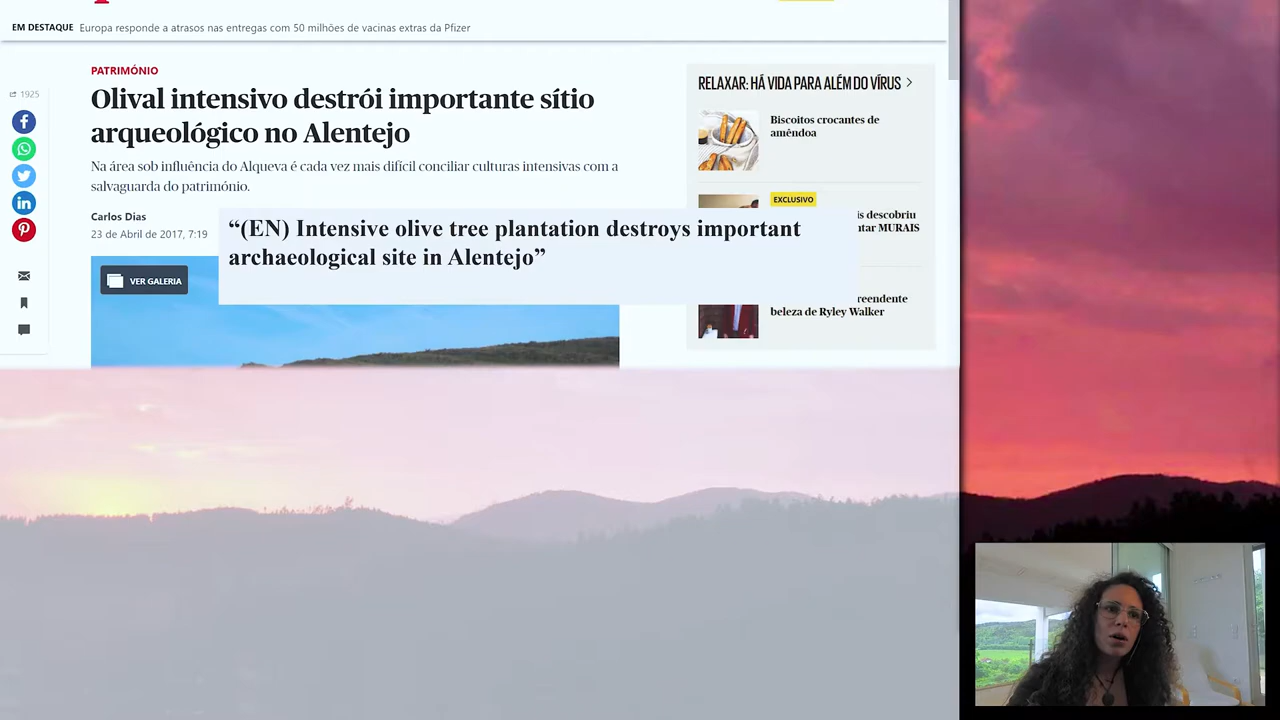 EM DESTAQUE Europa responde a atrasos nas entregas com 50 milhões de vacinas extras da Pfizer
PATRIMÓNIO
1925
Olival intensivo destrói importante sítio
arqueológico no Alentejo
Na área sob influência do Alqueva é cada vez mais difícil conciliar culturas intensivas com a
salvaguarda do património.
Carlos Dias
23 de Abril de 2017, 7:19
“(EN) Intensive olive tree plantation destroys important
archaeological site in Alentejo”
VER GALERIA
RELAXAR: HÁ VIDA PARA ALÉM DO VÍRUS
Biscoitos crocantes de
amêndoa
EXCLUSIVO
descobriu
MURAIS
beleza de Ryley Walker